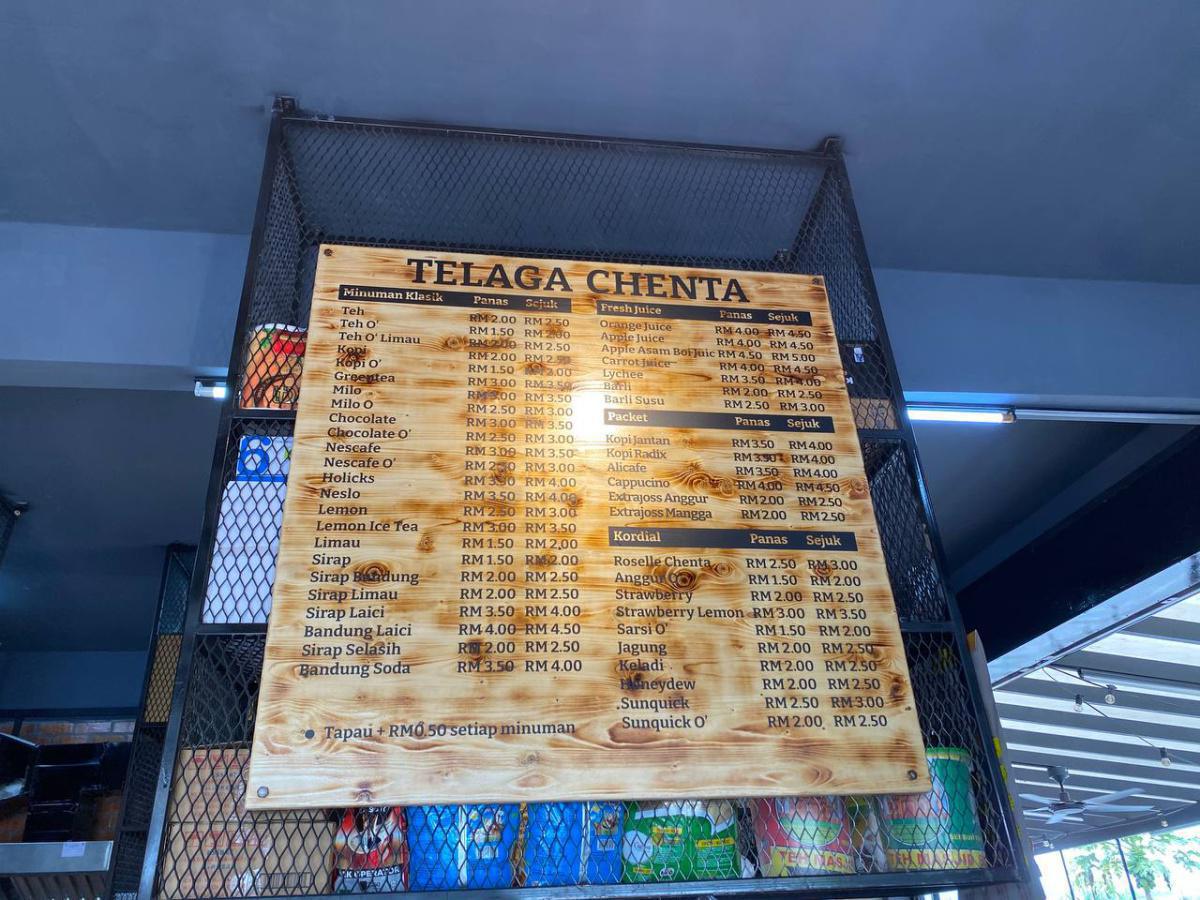 TELAGA CHENTA
Minuman Klasik Panas Sejuk
Teh RM 2.00 RM 2.50
Teh O' RM 1.50 RM 2.00
Teh O' Limau RM 2.00 RM 2.50
Kopi RM 2.00 RM 2.50
Kopi O' RM 1.50 RM 2.00
Greentea RM 3.00 RM 3.50
Milo RM 3.00 RM 3.50
Milo O RM 2.50 RM 3.00
Chocolate RM 3.00 RM 3.50
Chocolate O' RM 2.50 RM 3.00
Nescafe RM 3.00 RM 3.50
Nescafe O' RM 2.50 RM 3.00
Holicks RM 3.50 RM 4.00
Neslo RM 3.50 RM 4.00
Lemon RM 2.50 RM 3.00
Lemon Ice Tea RM 3.00 RM 3.50
Limau RM 1.50 RM 2.00
Sirap RM 1.50 RM 2.00
Sirap Bandung RM 2.00 RM 2.50
Sirap Limau RM 2.00 RM 2.50
Sirap Laici RM 3.50 RM 4.00
Bandung Laici RM 4.00 RM 4.50
Sirap Selasih RM 2.00 RM 2.50
Bandung Soda RM 3.50 RM 4.00
• Tapau + RM0.50 setiap minuman
Fresh Juice Panas Sejuk
Orange Juice RM 4.00 RM 4.50
Apple Juice RM 4.00 RM 4.50
Apple Asam Boi Juic RM 4.50 RM 5.00
Carrot Juice RM 4.00 RM 4.50
Lychee RM 3.50 RM 4.00
Barli RM 2.00 RM 2.50
Barli Susu RM 2.50 RM 3.00
Packet Panas Sejuk
Kopi Jantan RM3.50 RM 4.00
Kopi Radix RM3.50 RM 4.00
Alicafe RM3.50 RM 4.00
Cappucino RM4.00 RM 4.50
Extrajoss Anggur RM2.00 RM 2.50
Extrajoss Mangga RM2.00 RM 2.50
Kordial Panas Sejuk
Roselle Chenta RM 2.50 RM 3.00
Anggur O' RM 1.50 RM 2.00
Strawberry RM 2.00 RM 2.50
Strawberry Lemon RM 3.00 RM 3.50
Sarsi O' RM 1.50 RM 2.00
Jagung RM 2.00 RM 2.50
Keladi RM 2.00 RM 2.50
Honeydew RM 2.00 RM 2.50
Sunquick RM 2.50 RM 3.00
Sunquick O' RM 2.00 RM 2.50